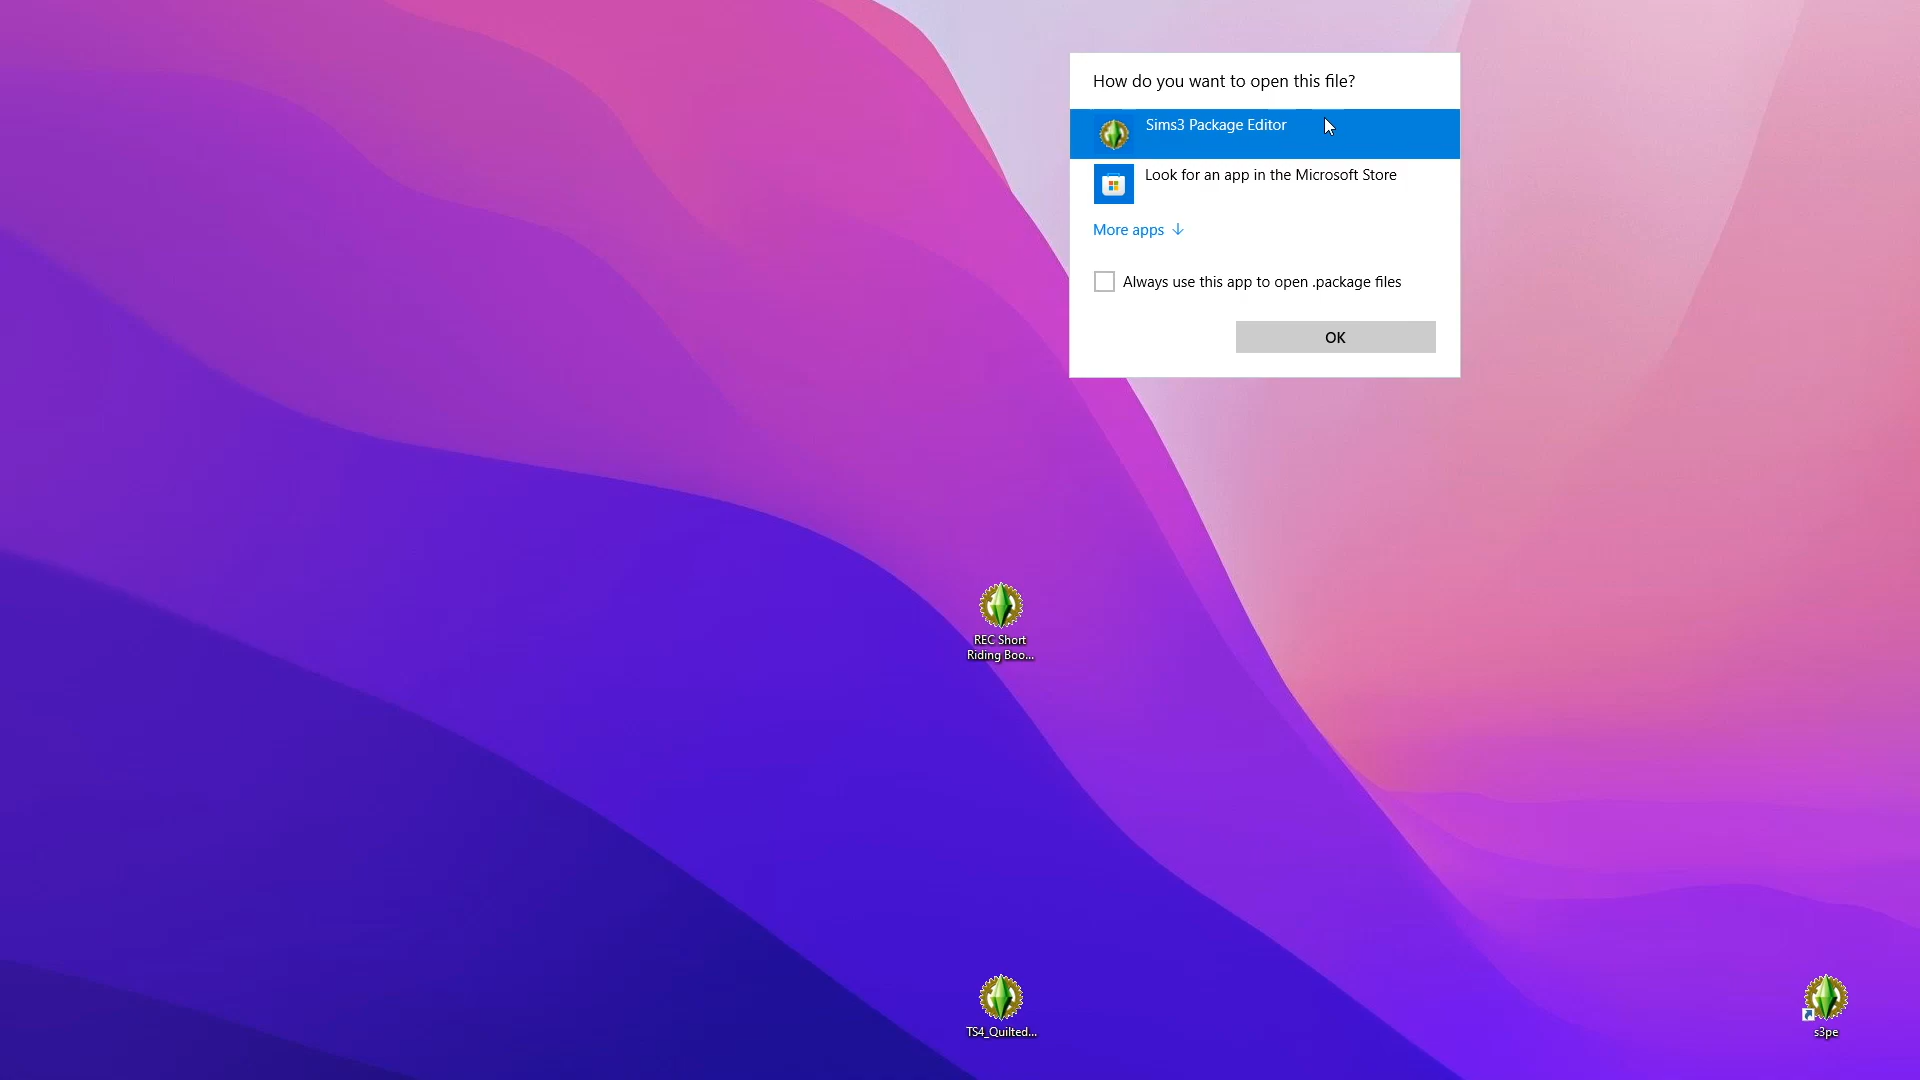 How do you want to open this file?
Sims3 Package Editor
Look for an app in the Microsoft Store
More apps
Always use this app to open .package files
OK
REC Short
Riding Boo...
TS4_Quilted...
s3pe